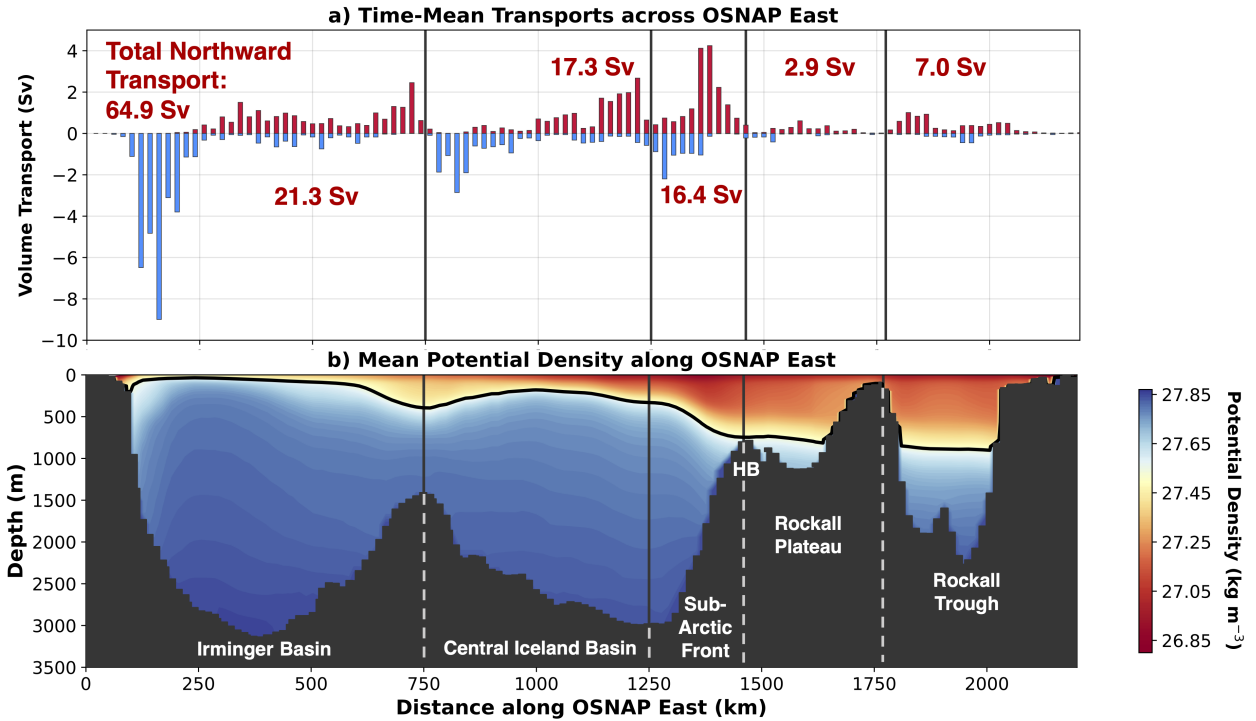 a) Time-Mean Transports across OSNAP East
Volume Transport (Sv)
4
2
0
−2
−4
−6
−8
−10
Total Northward
Transport:
64.9 Sv
21.3 Sv
17.3 Sv
16.4 Sv
2.9 Sv
7.0 Sv
b) Mean Potential Density along OSNAP East
Depth (m)
0
500
1000
1500
2000
2500
3000
3500
HB
Rockall
Plateau
Rockall
Trough
Sub-
Arctic
Front
Irminger Basin
Central Iceland Basin
0 250 500 750 1000 1250 1500 1750 2000
Distance along OSNAP East (km)
27.85
27.65
27.45
27.25
27.05
26.85
Potential Density (kg m⁻³)